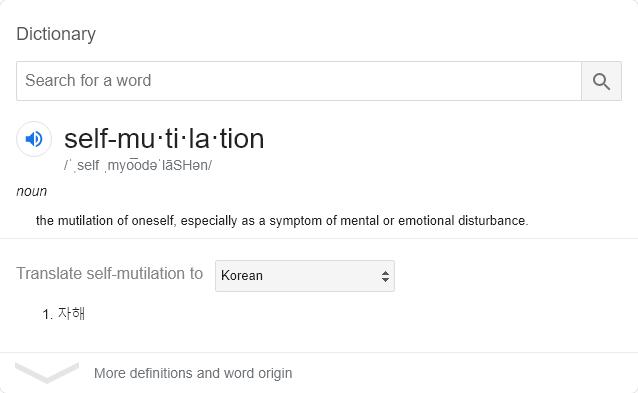 Dictionary
Search for a word
self-mu·ti·la·tion
/ˈˌself ˌmyo͞odəˈlāSHən/
noun
the mutilation of oneself, especially as a symptom of mental or emotional disturbance.
Translate self-mutilation to Korean
1. 자해
More definitions and word origin